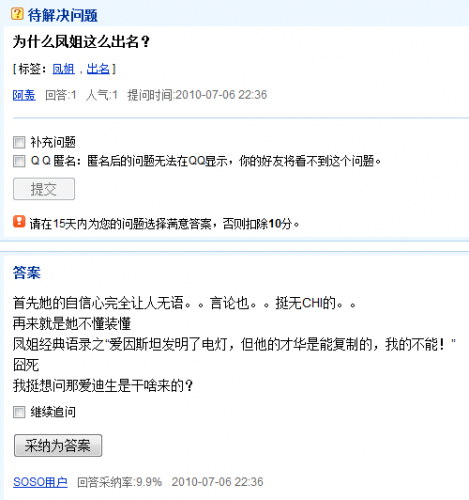 待解决问题
为什么凤姐这么出名？
[ 标签：凤姐，出名 ]
阿轰 回答:1 人气:1 提问时间:2010-07-06 22:36
补充问题
ＱＱ匿名：匿名后的问题无法在QQ显示，你的好友将看不到这个问题。
提交
请在15天内为您的问题选择满意答案，否则扣除10分。
答案
首先她的自信心完全让人无语。。言论也。。挺无CHI的。。
再来就是她不懂装懂
凤姐经典语录之“爱因斯坦发明了电灯，但他的才华是能复制的，我的不能！”
囧死
我挺想问那爱迪生是干啥来的？
继续追问
采纳为答案
SOSO用户 回答采纳率:9.9% 2010-07-06 22:36